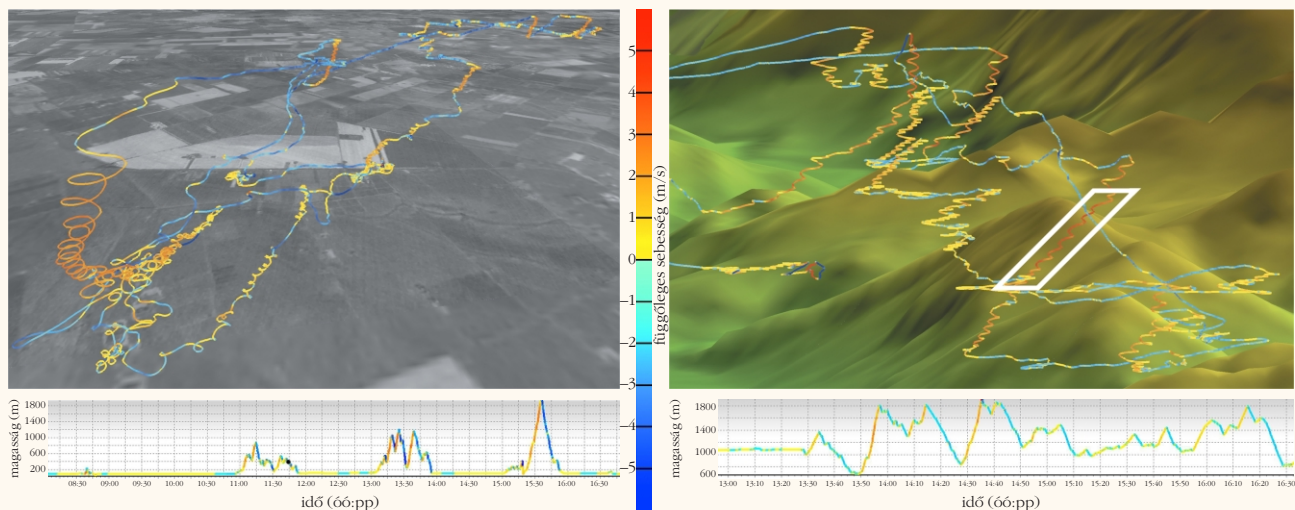 5
4
3
2
1
0
–1
–2
–3
–4
–5
függőleges sebesség (m/s)
magasság (m)
1800
1400
1000
600
200
08:30 09:00 09:30 10:00 10:30 11:00 11:30 12:00 12:30 13:00 13:30 14:00 14:30 15:00 15:30 16:00 16:30
idő (óó:pp)
magasság (m)
1800
1400
1000
600
13:00 13:10 13:20 13:30 13:40 13:50 14:00 14:10 14:20 14:30 14:40 14:50 15:00 15:10 15:20 15:30 15:40 15:50 16:00 16:10 16:20 16:30
idő (óó:pp)